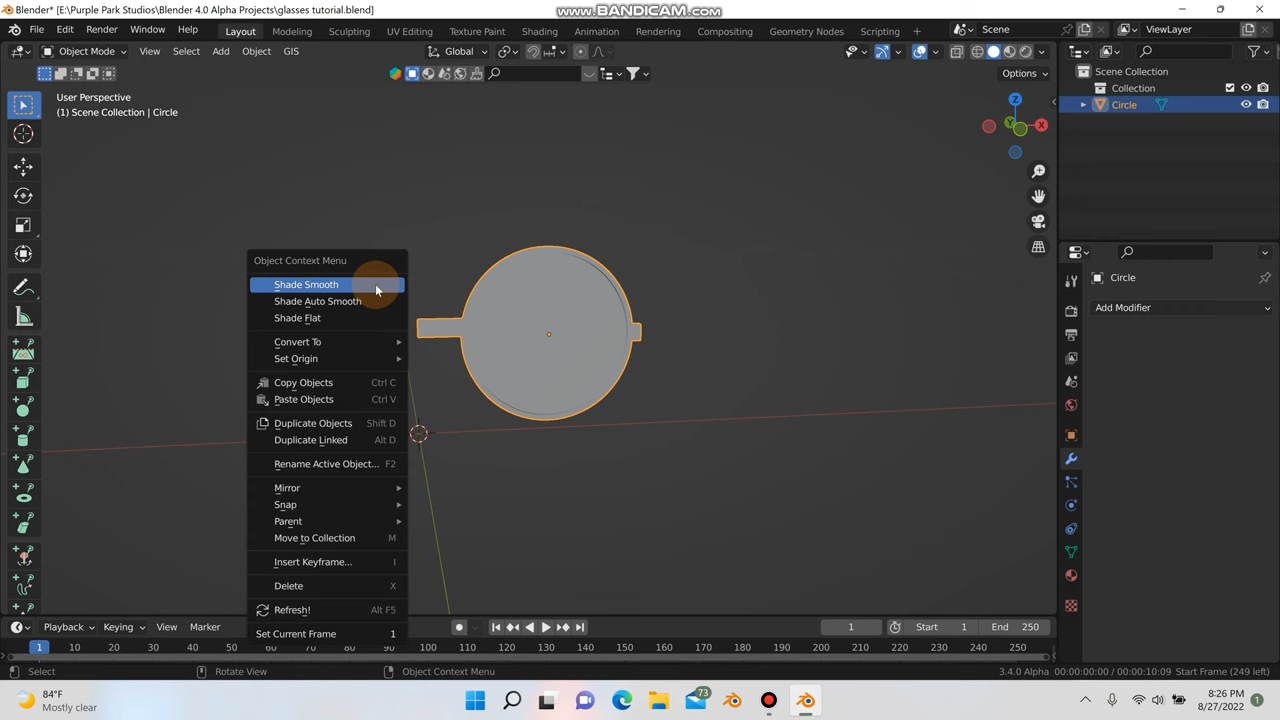 Blender* [E:\Purple Park Studios\Blender 4.0 Alpha Projects\glasses tutorial.blend]
www.BANDICAM.com
File Edit Render Window Help
Layout Modeling Sculpting UV Editing Texture Paint Shading Animation Rendering Compositing Geometry Nodes Scripting +
Scene
ViewLayer
Object Mode View Select Add Object GIS
Global
Options
User Perspective
(1) Scene Collection | Circle
Z
Y
X
Scene Collection
Collection
Circle
Circle
Add Modifier
Object Context Menu
Shade Smooth
Shade Auto Smooth
Shade Flat
Convert To
Set Origin
Copy Objects Ctrl C
Paste Objects Ctrl V
Duplicate Objects Shift D
Duplicate Linked Alt D
Rename Active Object... F2
Mirror
Snap
Parent
Move to Collection M
Insert Keyframe... I
Delete X
Refresh! Alt F5
Set Current Frame 1
Playback Keying View Marker
1 Start 1 End 250
1 10 20 30 40 50 60 70 80 90 100 110 120 130 140 150 160 170 180 190 200 210 220 230 240 250
Select Rotate View Object Context Menu
3.4.0 Alpha 00:00:00:00 / 00:00:10:09 Start Frame (249 left)
84°F
Mostly clear
73
8:26 PM
8/27/2022
1